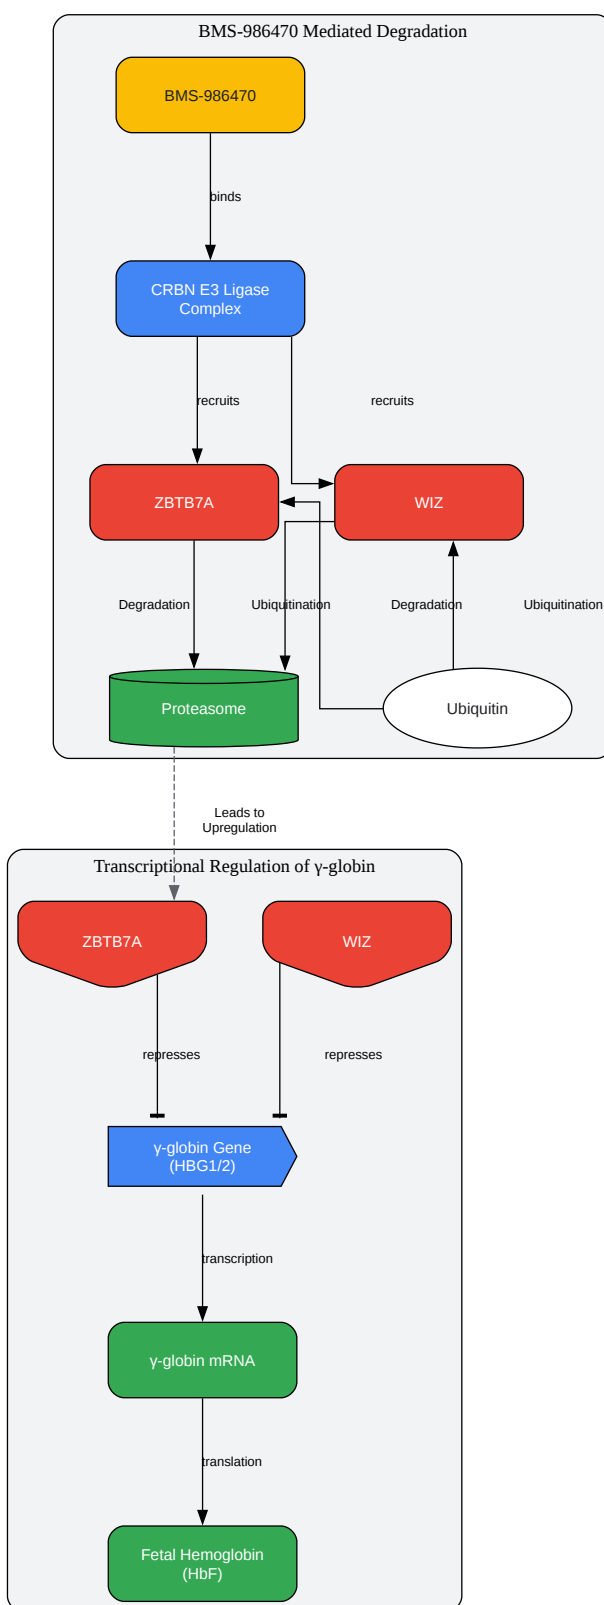 BMS-986470 Mediated Degradation
BMS-986470
binds
CRBN E3 Ligase
Complex
recruits
recruits
ZBTB7A
WIZ
Degradation
Ubiquitination
Degradation
Ubiquitination
Proteasome
Ubiquitin
Leads to
Upregulation
Transcriptional Regulation of γ-globin
ZBTB7A
WIZ
represses
represses
γ-globin Gene
(HBG1/2)
transcription
γ-globin mRNA
translation
Fetal Hemoglobin
(HbF)